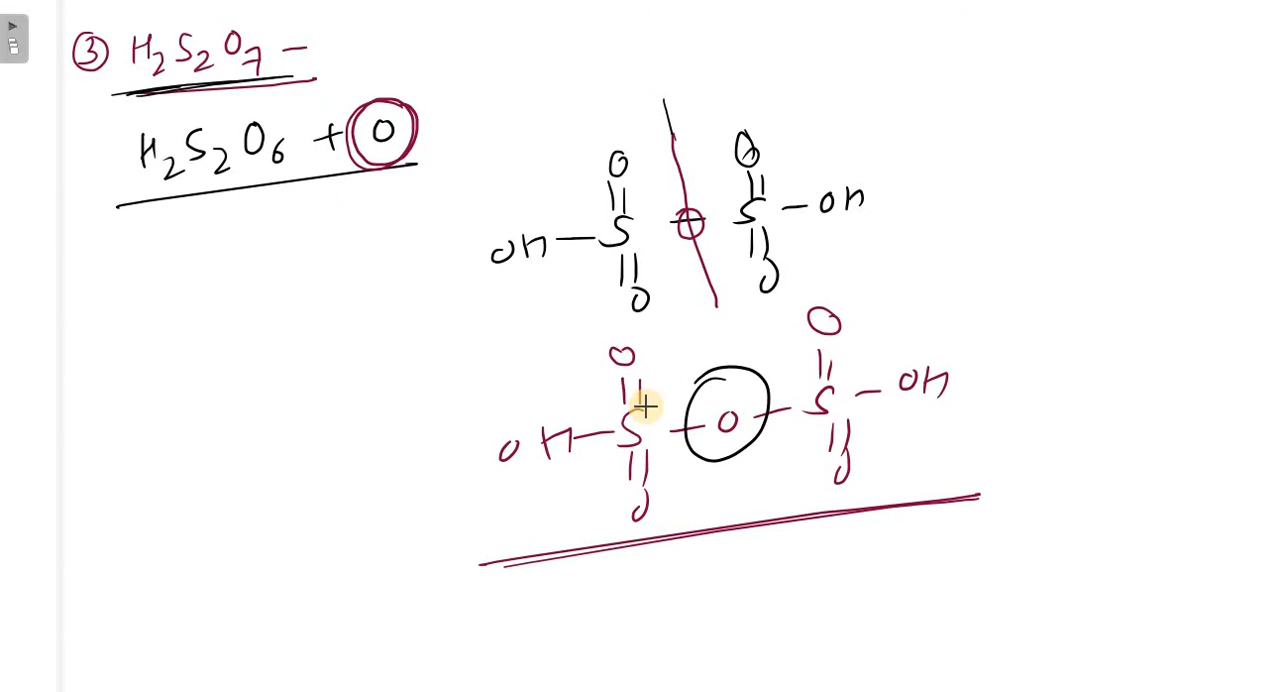 ③ H2S2O7 —
H2S2O6 + O
O O
|| ||
OH — S — S — OH
|| ||
O O
O O
|| ||
OH — S — O — S — OH
|| ||
O O